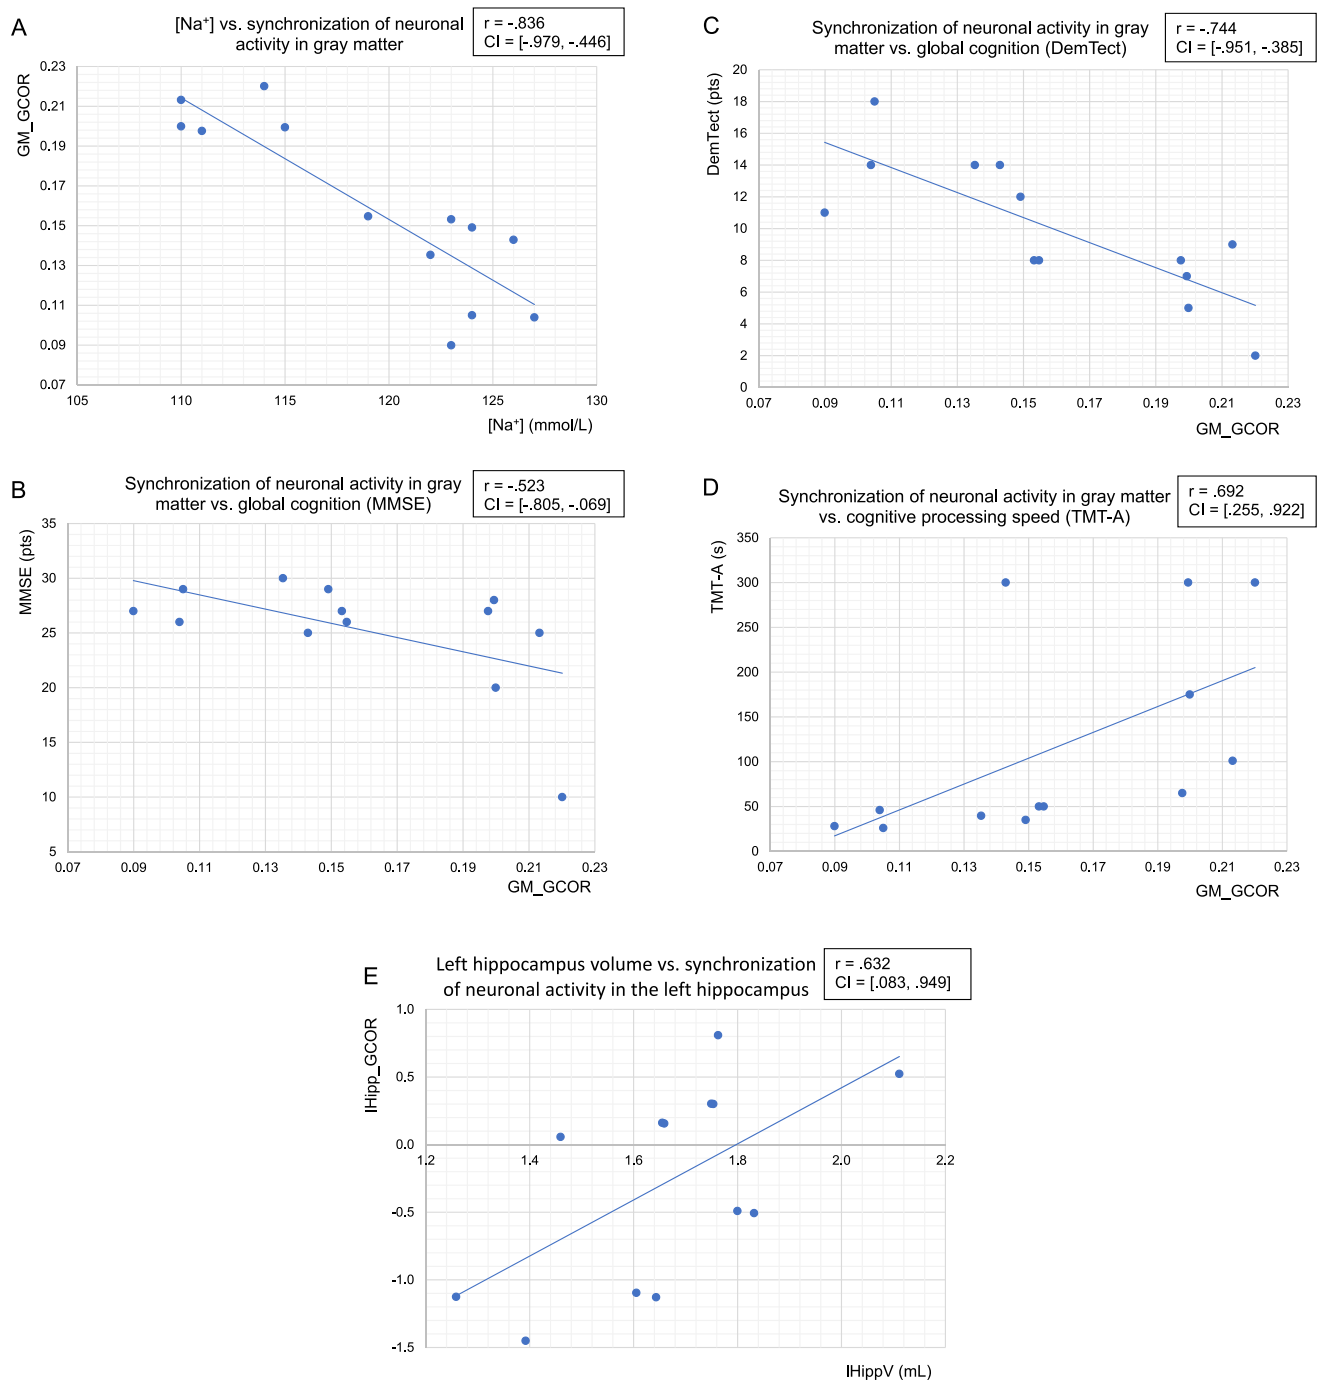 A
[Na⁺] vs. synchronization of neuronal
activity in gray matter
r = -.836
CI = [-.979, -.446]
GM_GCOR
0.23
0.21
0.19
0.17
0.15
0.13
0.11
0.09
0.07
105 110 115 120 125 130
[Na⁺] (mmol/L)
C
Synchronization of neuronal activity in gray
matter vs. global cognition (DemTect)
r = -.744
CI = [-.951, -.385]
DemTect (pts)
20
18
16
14
12
10
8
6
4
2
0
0.07 0.09 0.11 0.13 0.15 0.17 0.19 0.21 0.23
GM_GCOR
B
Synchronization of neuronal activity in gray
matter vs. global cognition (MMSE)
r = -.523
CI = [-.805, -.069]
MMSE (pts)
35
30
25
20
15
10
5
0.07 0.09 0.11 0.13 0.15 0.17 0.19 0.21 0.23
GM_GCOR
D
Synchronization of neuronal activity in gray matter
vs. cognitive processing speed (TMT-A)
r = .692
CI = [.255, .922]
TMT-A (s)
350
300
250
200
150
100
50
0
0.07 0.09 0.11 0.13 0.15 0.17 0.19 0.21 0.23
GM_GCOR
E
Left hippocampus volume vs. synchronization
of neuronal activity in the left hippocampus
r = .632
CI = [.083, .949]
lHipp_GCOR
1.0
0.5
0.0
1.2 1.4 1.6 1.8 2.0 2.2
-0.5
-1.0
-1.5
lHippV (mL)